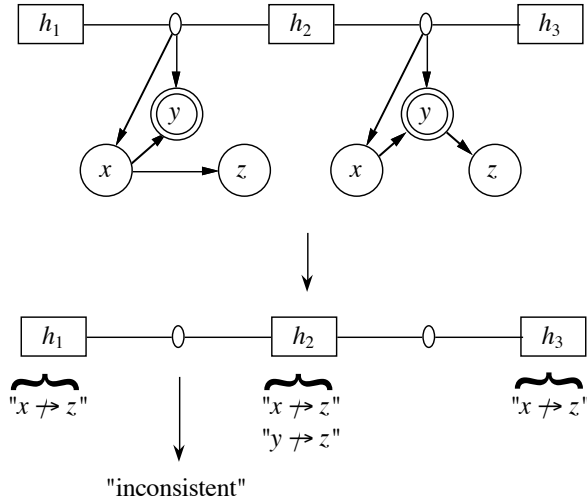 h₁ h₂ h₃
y y
x z x z
h₁ h₂ h₃
"x ↛ z" "x ↛ z" "x ↛ z"
"y ↛ z"
"inconsistent"